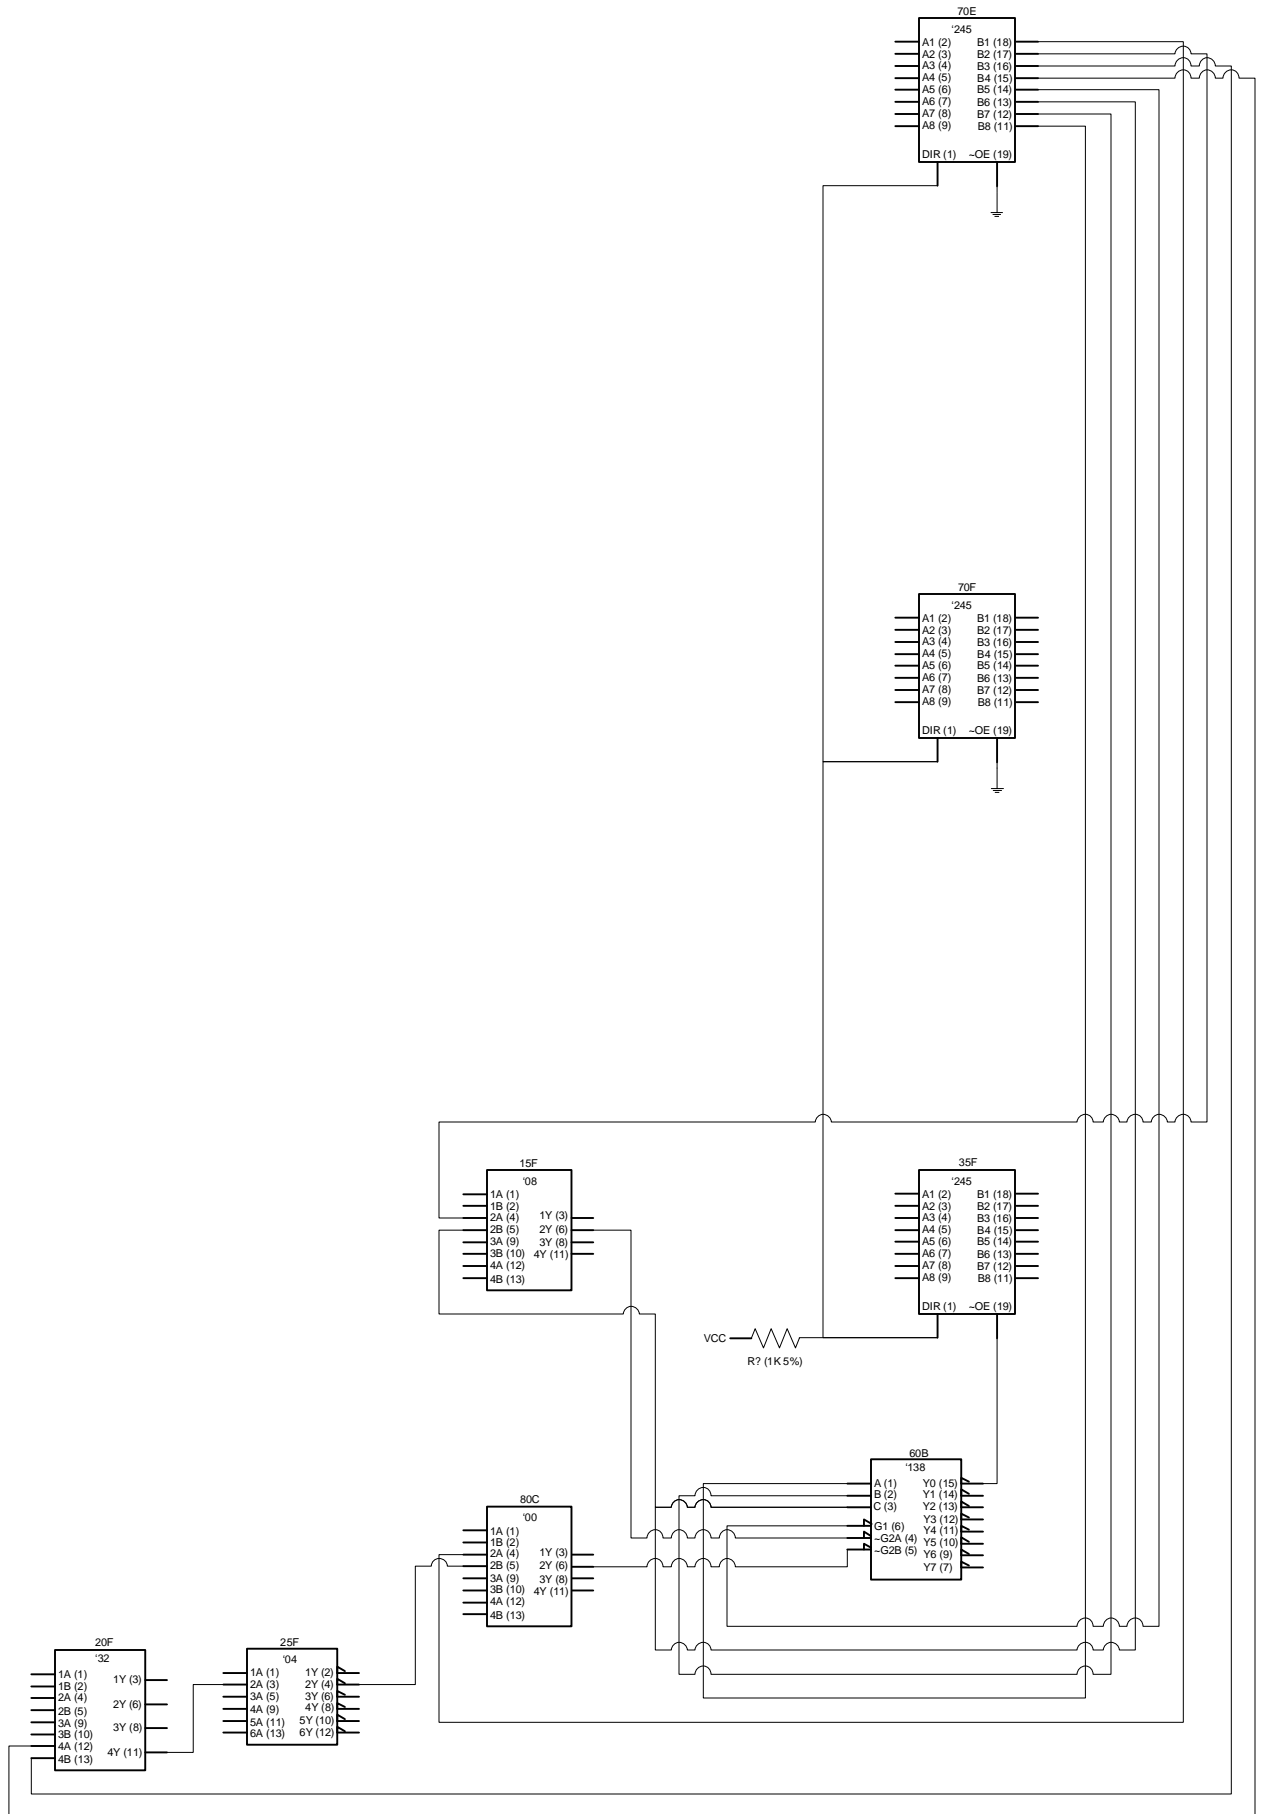 70E
'245
A1 (2) B1 (18)
A2 (3) B2 (17)
A3 (4) B3 (16)
A4 (5) B4 (15)
A5 (6) B5 (14)
A6 (7) B6 (13)
A7 (8) B7 (12)
A8 (9) B8 (11)
DIR (1) ~OE (19)
70F
'245
A1 (2) B1 (18)
A2 (3) B2 (17)
A3 (4) B3 (16)
A4 (5) B4 (15)
A5 (6) B5 (14)
A6 (7) B6 (13)
A7 (8) B7 (12)
A8 (9) B8 (11)
DIR (1) ~OE (19)
15F
'08
1A (1)
1B (2)
2A (4) 1Y (3)
2B (5) 2Y (6)
3A (9) 3Y (8)
3B (10) 4Y (11)
4A (12)
4B (13)
35F
'245
A1 (2) B1 (18)
A2 (3) B2 (17)
A3 (4) B3 (16)
A4 (5) B4 (15)
A5 (6) B5 (14)
A6 (7) B6 (13)
A7 (8) B7 (12)
A8 (9) B8 (11)
DIR (1) ~OE (19)
VCC
R? (1K 5%)
60B
'138
A (1) Y0 (15)
B (2) Y1 (14)
C (3) Y2 (13)
Y3 (12)
G1 (6) Y4 (11)
~G2A (4) Y5 (10)
~G2B (5) Y6 (9)
Y7 (7)
80C
'00
1A (1)
1B (2)
2A (4) 1Y (3)
2B (5) 2Y (6)
3A (9) 3Y (8)
3B (10) 4Y (11)
4A (12)
4B (13)
20F
'32
1A (1) 1Y (3)
1B (2)
2A (4) 2Y (6)
2B (5)
3A (9) 3Y (8)
3B (10)
4A (12) 4Y (11)
4B (13)
25F
'04
1A (1) 1Y (2)
2A (3) 2Y (4)
3A (5) 3Y (6)
4A (9) 4Y (8)
5A (11) 5Y (10)
6A (13) 6Y (12)